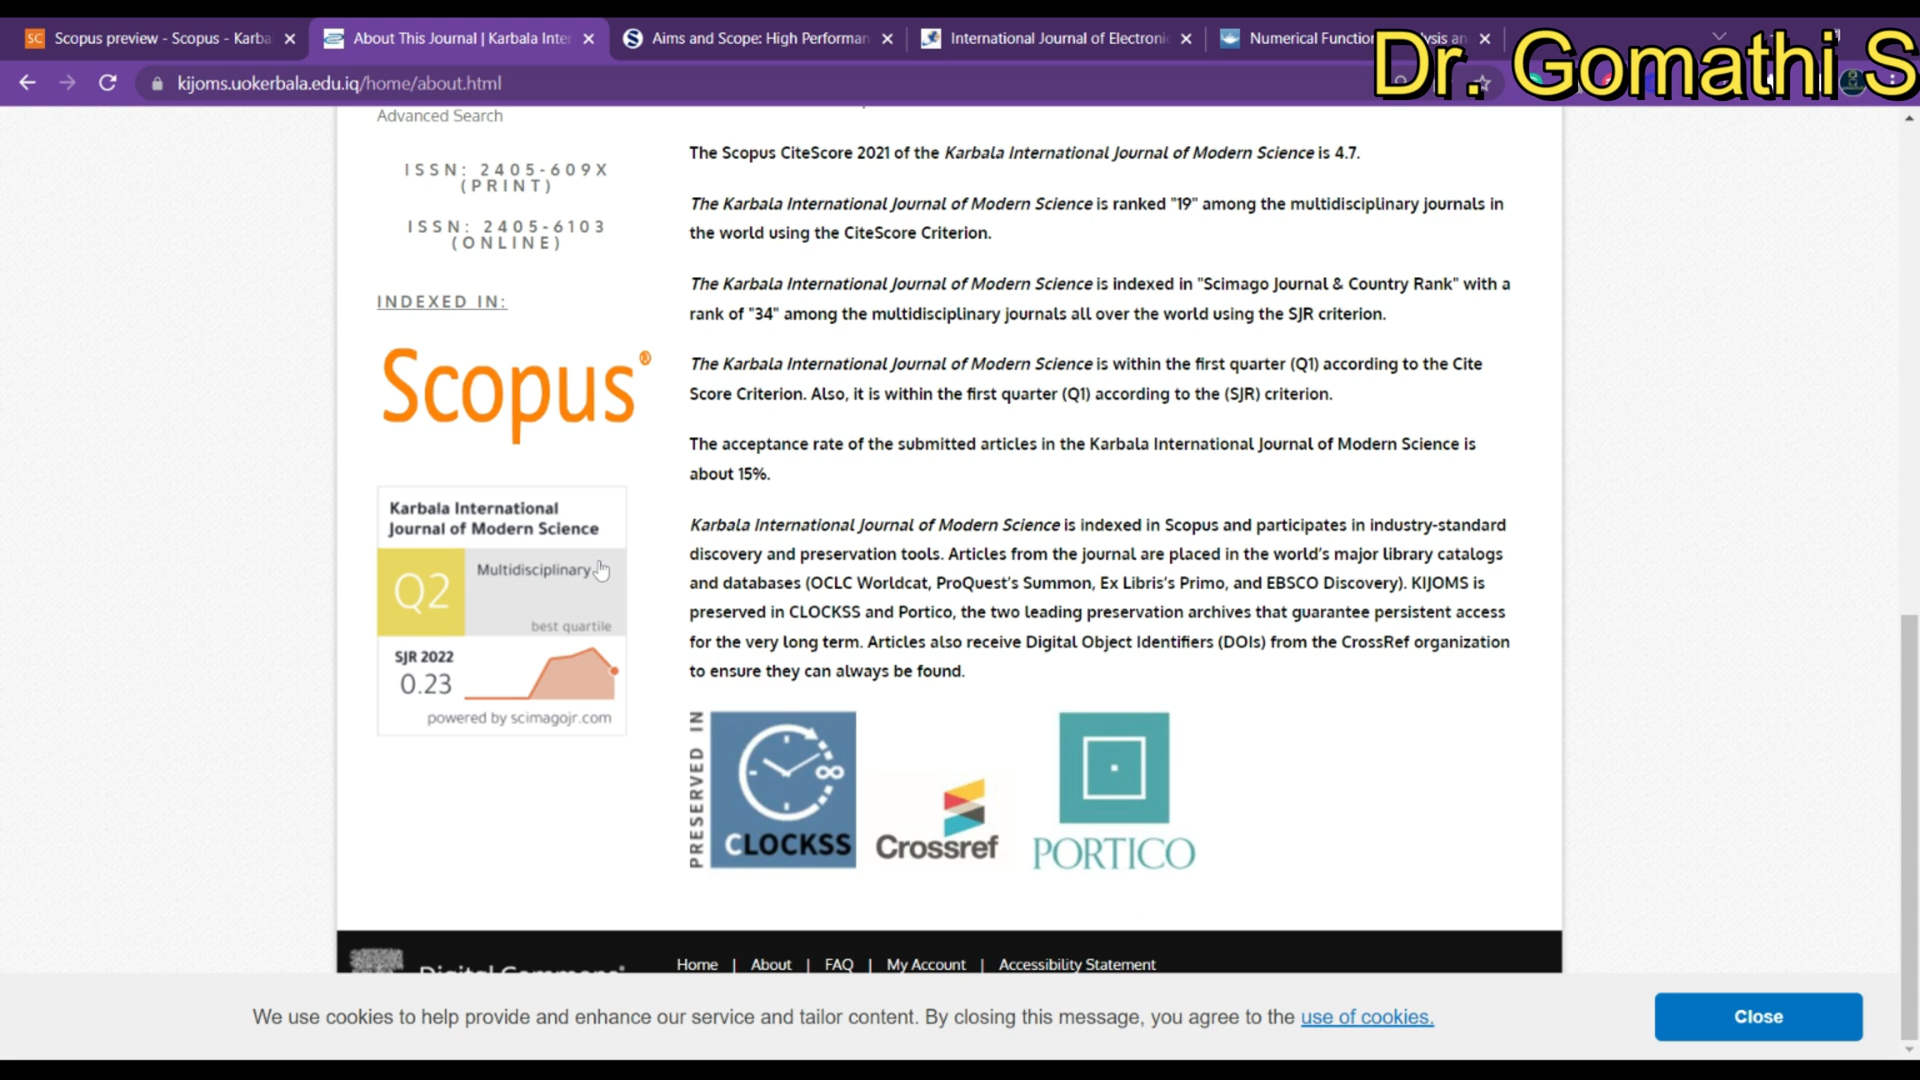 Scopus preview - Scopus - Karba
About This Journal | Karbala Inter
Aims and Scope: High Performan
International Journal of Electroni
Numerical Functio
ysis an
Dr. Gomathi S
kijoms.uokerbala.edu.iq/home/about.html
Advanced Search
ISSN: 2405-609X
(PRINT)
ISSN: 2405-6103
(ONLINE)
INDEXED IN:
Scopus®
Karbala International
Journal of Modern Science
Q2
Multidisciplinary
best quartile
SJR 2022
0.23
powered by scimagojr.com
The Scopus CiteScore 2021 of the Karbala International Journal of Modern Science is 4.7.
The Karbala International Journal of Modern Science is ranked "19" among the multidisciplinary journals in
the world using the CiteScore Criterion.
The Karbala International Journal of Modern Science is indexed in "Scimago Journal & Country Rank" with a
rank of "34" among the multidisciplinary journals all over the world using the SJR criterion.
The Karbala International Journal of Modern Science is within the first quarter (Q1) according to the Cite
Score Criterion. Also, it is within the first quarter (Q1) according to the (SJR) criterion.
The acceptance rate of the submitted articles in the Karbala International Journal of Modern Science is
about 15%.
Karbala International Journal of Modern Science is indexed in Scopus and participates in industry-standard
discovery and preservation tools. Articles from the journal are placed in the world's major library catalogs
and databases (OCLC Worldcat, ProQuest's Summon, Ex Libris's Primo, and EBSCO Discovery). KIJOMS is
preserved in CLOCKSS and Portico, the two leading preservation archives that guarantee persistent access
for the very long term. Articles also receive Digital Object Identifiers (DOIs) from the CrossRef organization
to ensure they can always be found.
PRESERVED IN
CLOCKSS
Crossref
PORTICO
Digital Commons
Home | About | FAQ | My Account | Accessibility Statement
We use cookies to help provide and enhance our service and tailor content. By closing this message, you agree to the use of cookies.
Close